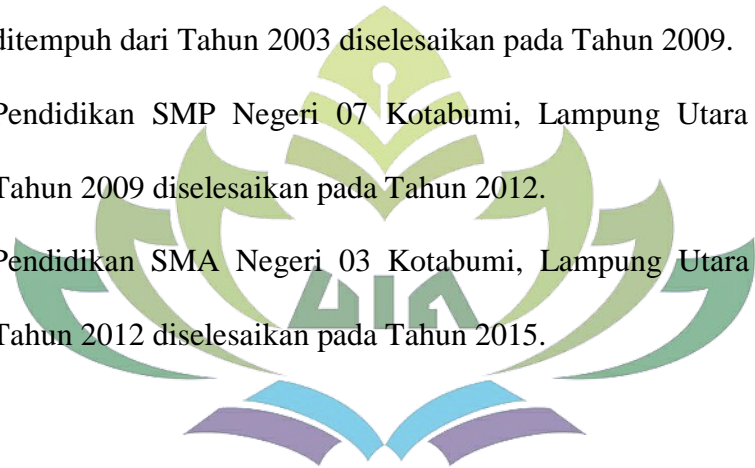 ditempuh dari Tahun 2003 diselesaikan pada Tahun 2009.
Pendidikan SMP Negeri 07 Kotabumi, Lampung Utara
Tahun 2009 diselesaikan pada Tahun 2012.
Pendidikan SMA Negeri 03 Kotabumi, Lampung Utara
Tahun 2012 diselesaikan pada Tahun 2015.
UIN